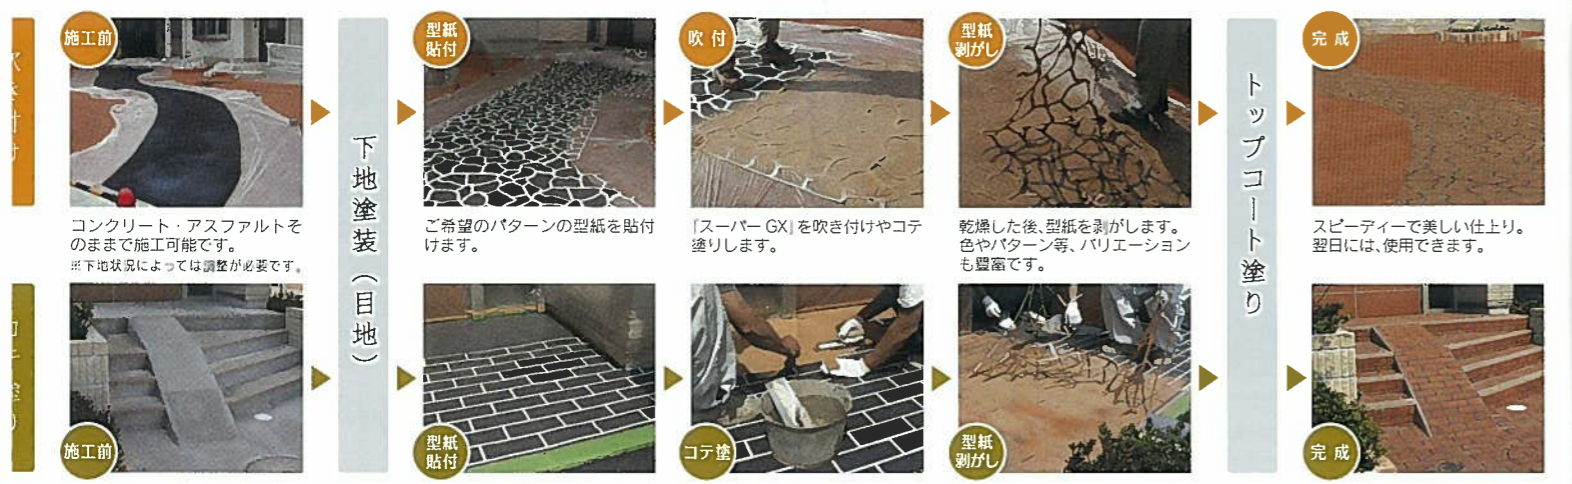 吹き付け
施工前
コンクリート・アスファルトそ
のままで施工可能です。
※下地状況によっては調整が必要です。
下地塗装（目地）
型紙
貼付
ご希望のパターンの型紙を貼付
けます。
吹付
『スーパーGX』を吹き付けやコテ
塗りします。
型紙
剥がし
乾燥した後、型紙を剥がします。
色やパターン等、バリエーション
も豊富です。
トップコート塗り
完成
スピーディーで美しい仕上り。
翌日には、使用できます。
施工前
型紙
貼付
コテ塗
型紙
剥がし
完成